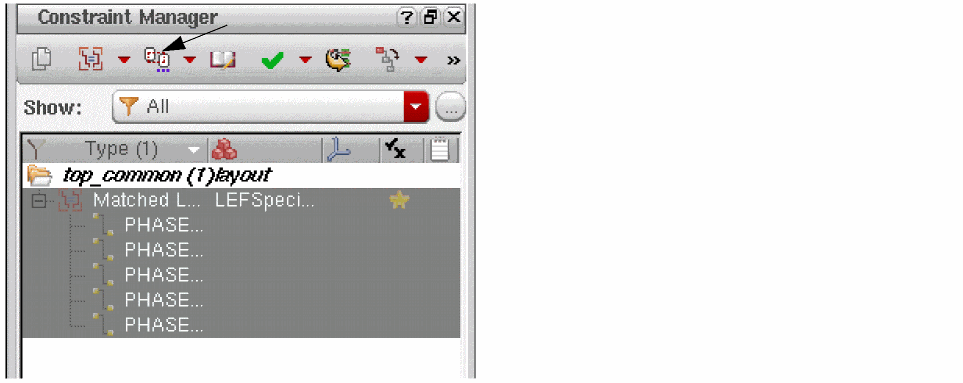 Constraint Manager
Show: All ...
Type (1)
top_common (1)layout
Matched L... LEFSpeci...
PHASE...
PHASE...
PHASE...
PHASE...
PHASE...